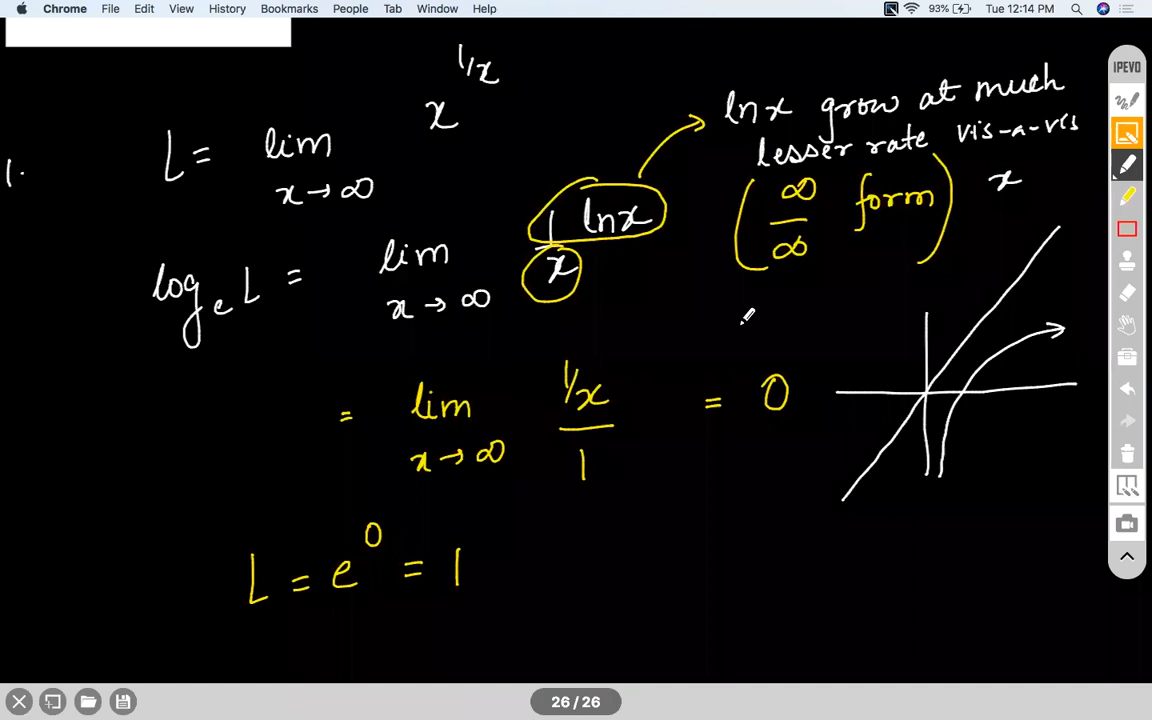 Chrome File Edit View History Bookmarks People Tab Window Help 93% Tue 12:14 PM
IPEVO
1. L = lim x→∞ x^{1/x}
log_e L = lim x→∞ 1/x ln x
ln x grow at much
lesser rate vis-a-vis
x
(∞/∞ form)
= lim x→∞ (1/x)/1 = 0
L = e^0 = 1
26 / 26